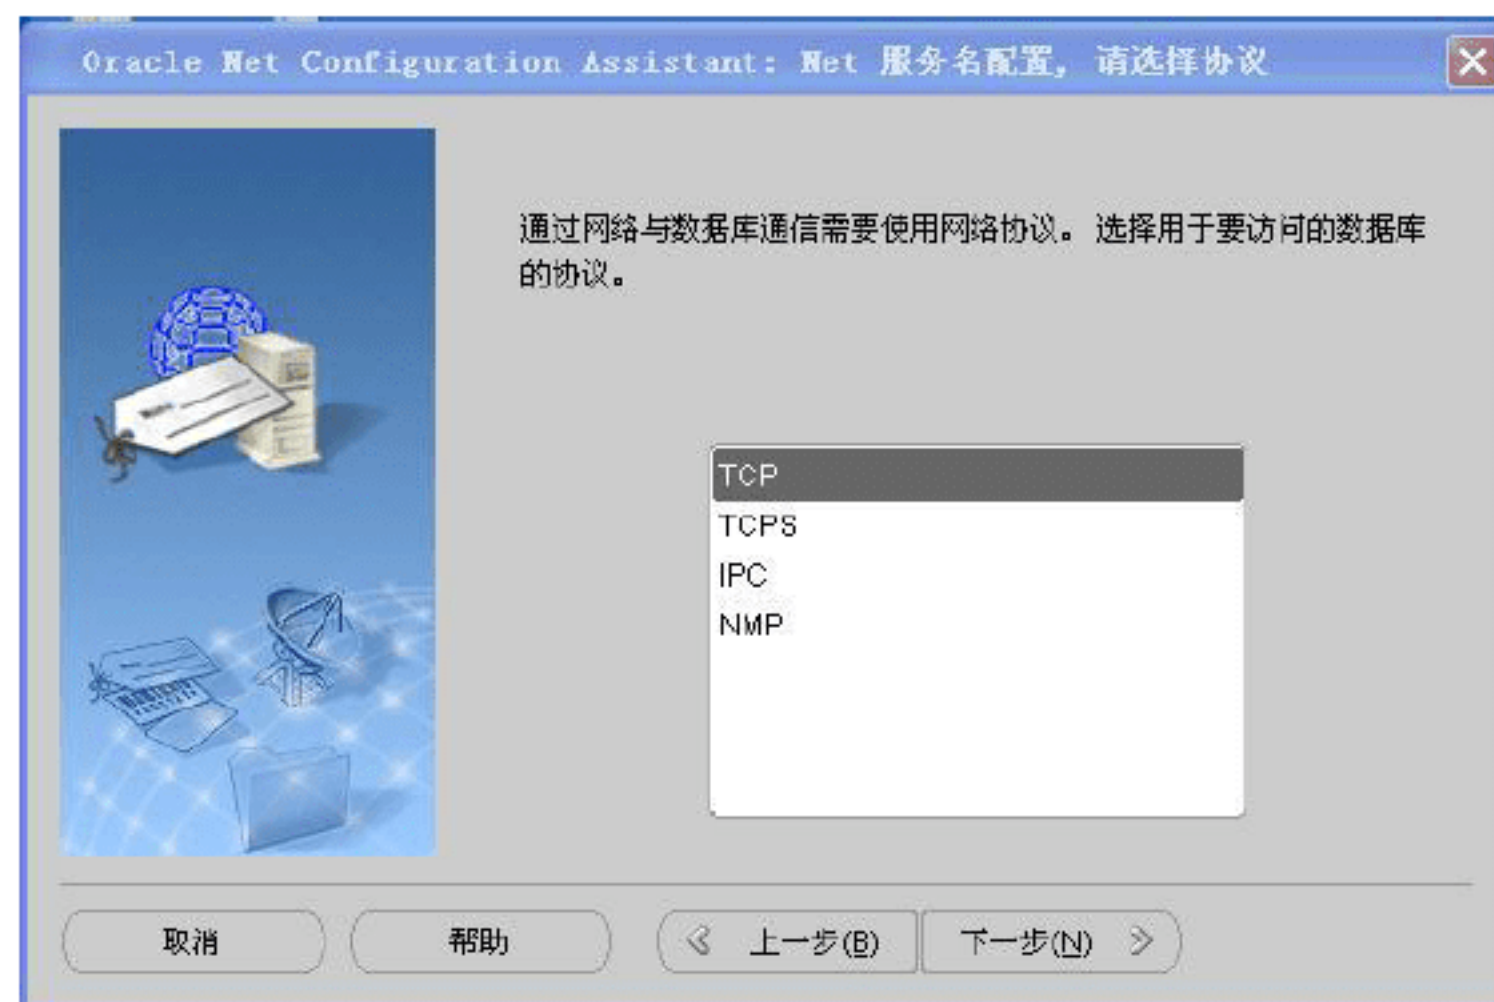 Oracle Net Configuration Assistant: Net 服务名配置, 请选择协议
通过网络与数据库通信需要使用网络协议。 选择用于要访问的数据库
的协议。
TCP
TCPS
IPC
NMP
取消
帮助
上一步(B)
下一步(N)